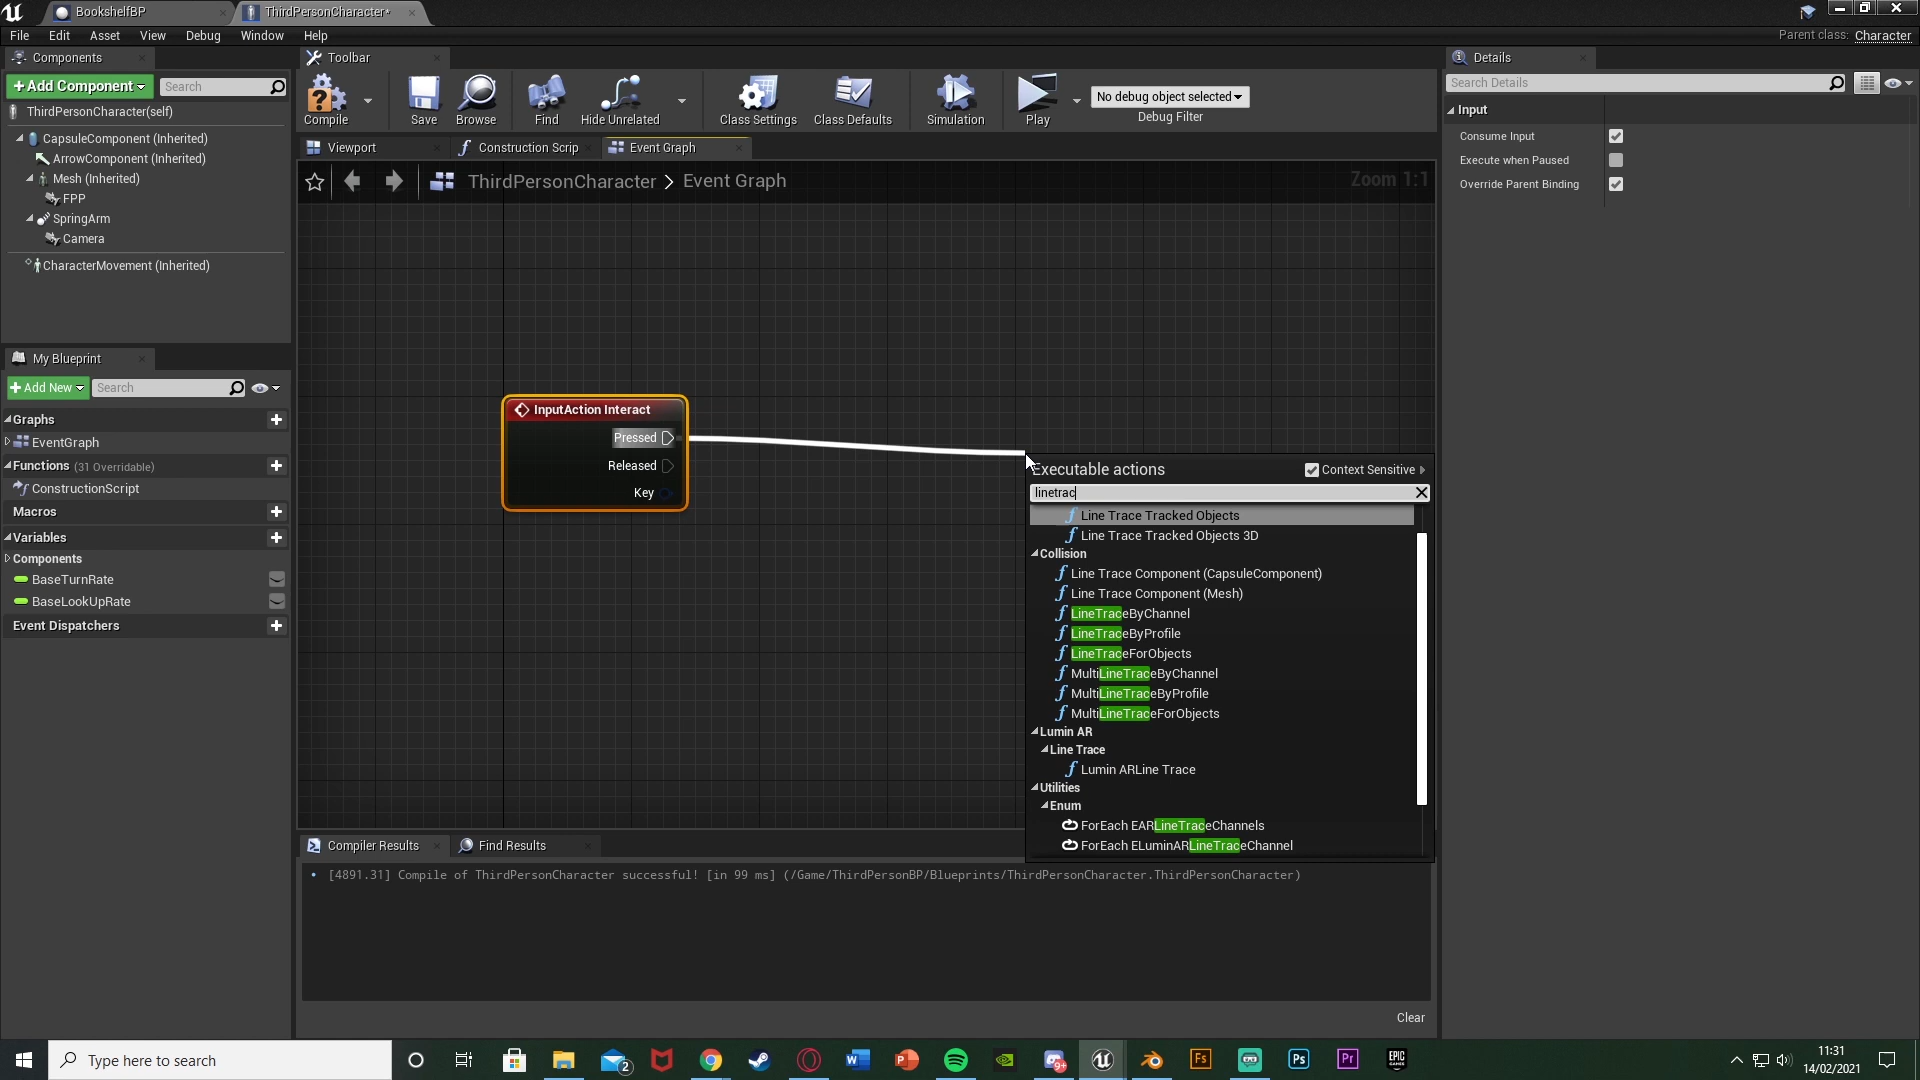 BookshelfBP
ThirdPersonCharacter*
File Edit Asset View Debug Window Help
Parent class: Character
Components
+Add Component
Search
ThirdPersonCharacter(self)
CapsuleComponent (Inherited)
ArrowComponent (Inherited)
Mesh (Inherited)
FPP
SpringArm
Camera
CharacterMovement (Inherited)
My Blueprint
+Add New
Search
Graphs
EventGraph
Functions (31 Overridable)
ConstructionScript
Macros
Variables
Components
BaseTurnRate
BaseLookUpRate
Event Dispatchers
Toolbar
Compile
Save
Browse
Find
Hide Unrelated
Class Settings
Class Defaults
Simulation
Play
No debug object selected
Debug Filter
Viewport
Construction Scrip
Event Graph
ThirdPersonCharacter > Event Graph
Zoom 1:1
InputAction Interact
Pressed
Released
Key
Executable actions
Context Sensitive
linetrac
Line Trace Tracked Objects
Line Trace Tracked Objects 3D
Collision
Line Trace Component (CapsuleComponent)
Line Trace Component (Mesh)
LineTraceByChannel
LineTraceByProfile
LineTraceForObjects
MultiLineTraceByChannel
MultiLineTraceByProfile
MultiLineTraceForObjects
Lumin AR
Line Trace
Lumin ARLine Trace
Utilities
Enum
ForEach EARLineTraceChannels
ForEach ELuminARLineTraceChannel
Compiler Results
Find Results
• [4891.31] Compile of ThirdPersonCharacter successful! [in 99 ms] (/Game/ThirdPersonBP/Blueprints/ThirdPersonCharacter.ThirdPersonCharacter)
Clear
Details
Search Details
Input
Consume Input
Execute when Paused
Override Parent Binding
Type here to search
2
W
P
9+
Fs
Ps
Pr
EPIC
GAMES
11:31
14/02/2021